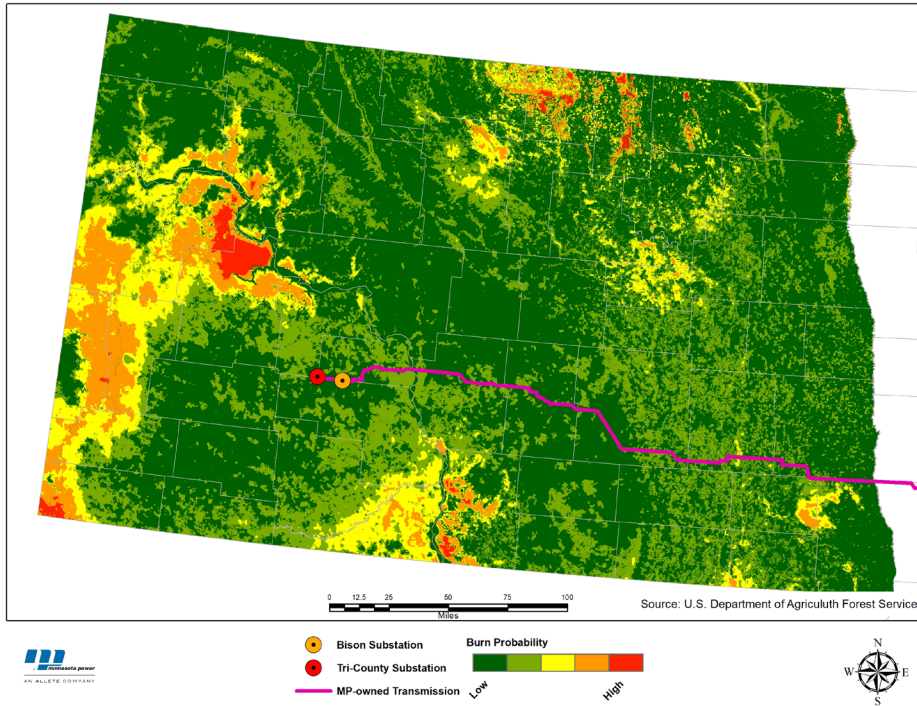 0 12.5 25 50 75 100
Miles
Source: U.S. Department of Agriculuth Forest Service
minnesota power
AN ALLETE COMPANY
Bison Substation
Tri-County Substation
MP-owned Transmission
Burn Probability
Low
High
N
W E
S